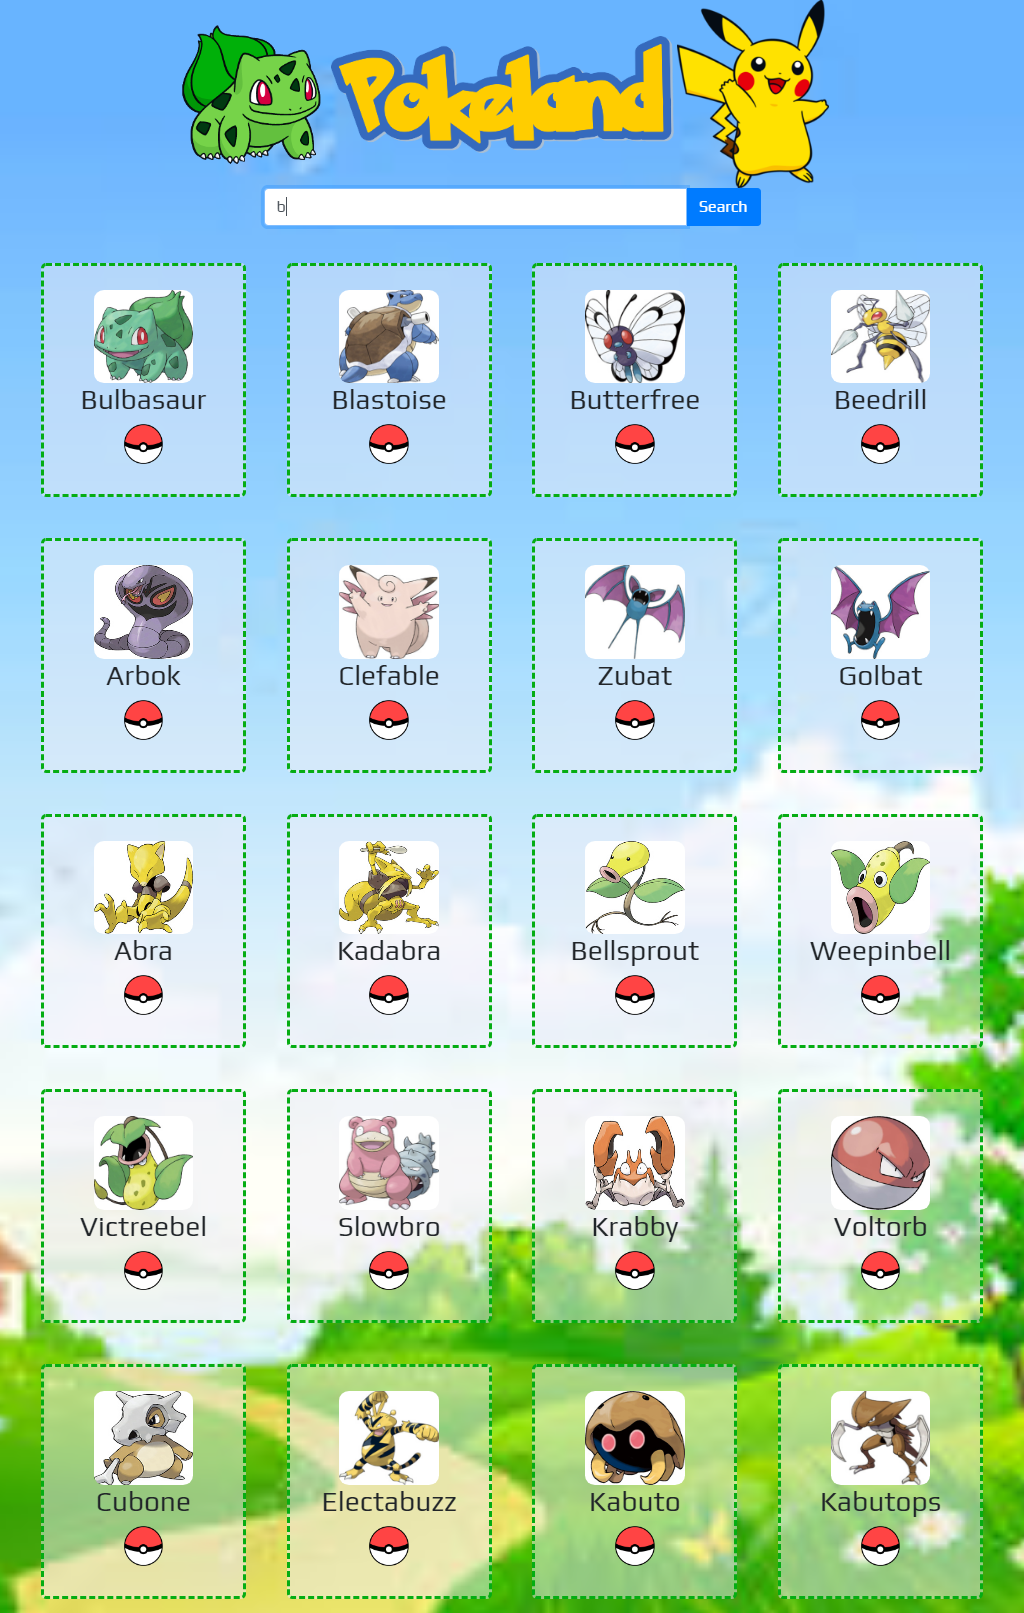 Pokeland
b
Search
Bulbasaur
Blastoise
Butterfree
Beedrill
Arbok
Clefable
Zubat
Golbat
Abra
Kadabra
Bellsprout
Weepinbell
Victreebel
Slowbro
Krabby
Voltorb
Cubone
Electabuzz
Kabuto
Kabutops